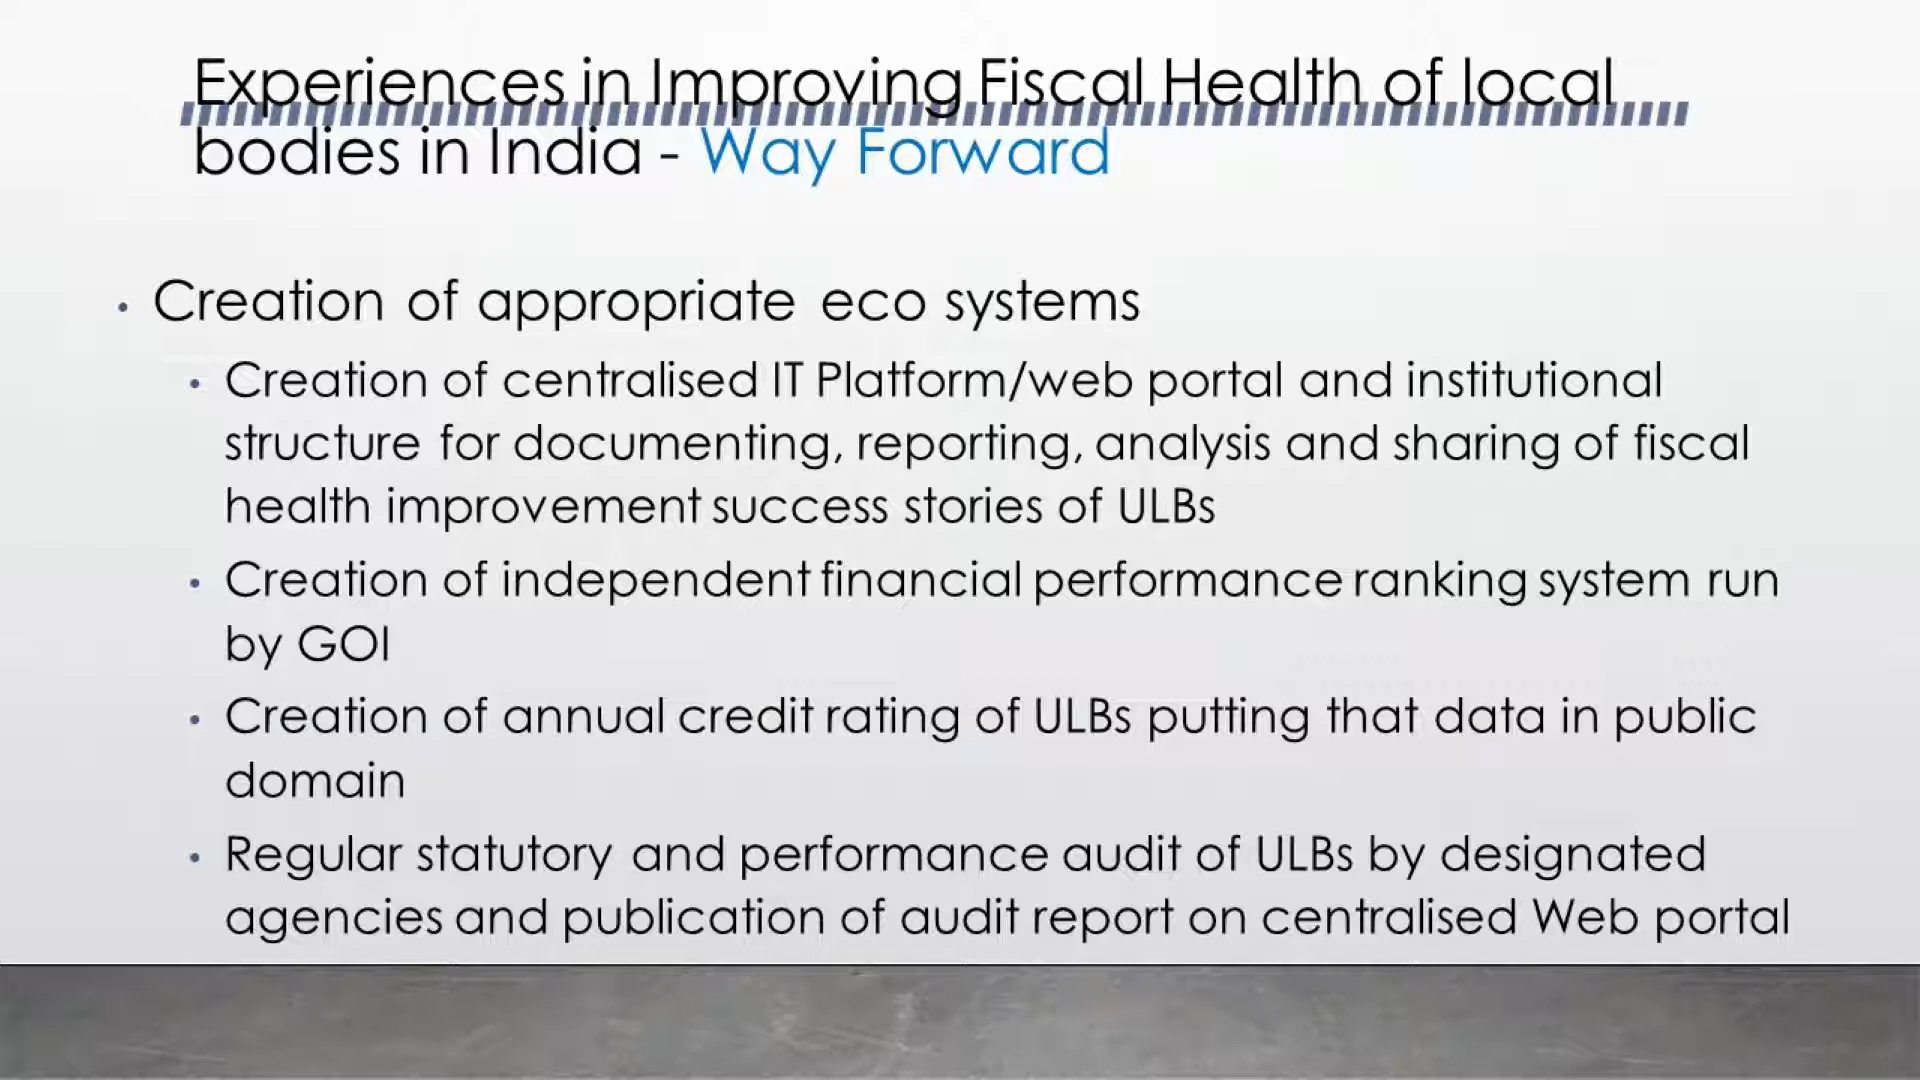 Experiences in Improving Fiscal Health of local
bodies in India - Way Forward
• Creation of appropriate eco systems
• Creation of centralised IT Platform/web portal and institutional
structure for documenting, reporting, analysis and sharing of fiscal
health improvement success stories of ULBs
• Creation of independent financial performance ranking system run
by GOI
• Creation of annual credit rating of ULBs putting that data in public
domain
• Regular statutory and performance audit of ULBs by designated
agencies and publication of audit report on centralised Web portal